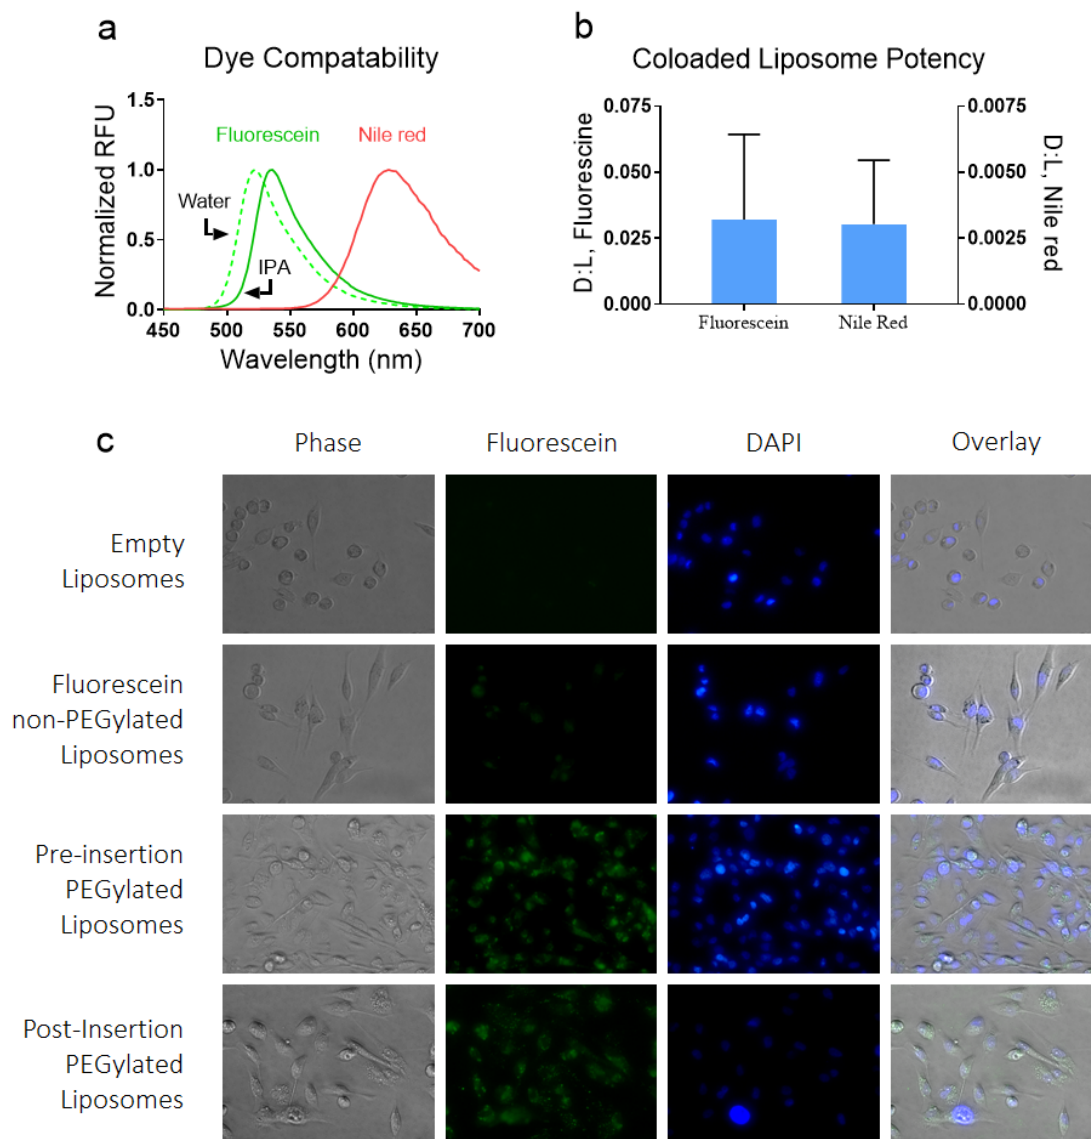 a
Dye Compatability
Normalized RFU
1.5
1.0
0.5
0.0
Fluorescein
Nile red
Water
IPA
450 500 550 600 650 700
Wavelength (nm)
b
Coloaded Liposome Potency
D:L, Fluorescine
0.075
0.050
0.025
0.000
0.0075
0.0050
0.0025
0.0000
D:L, Nile red
Fluorescein Nile Red
c
Phase Fluorescein DAPI Overlay
Empty
Liposomes
Fluorescein
non-PEGylated
Liposomes
Pre-insertion
PEGylated
Liposomes
Post-Insertion
PEGylated
Liposomes